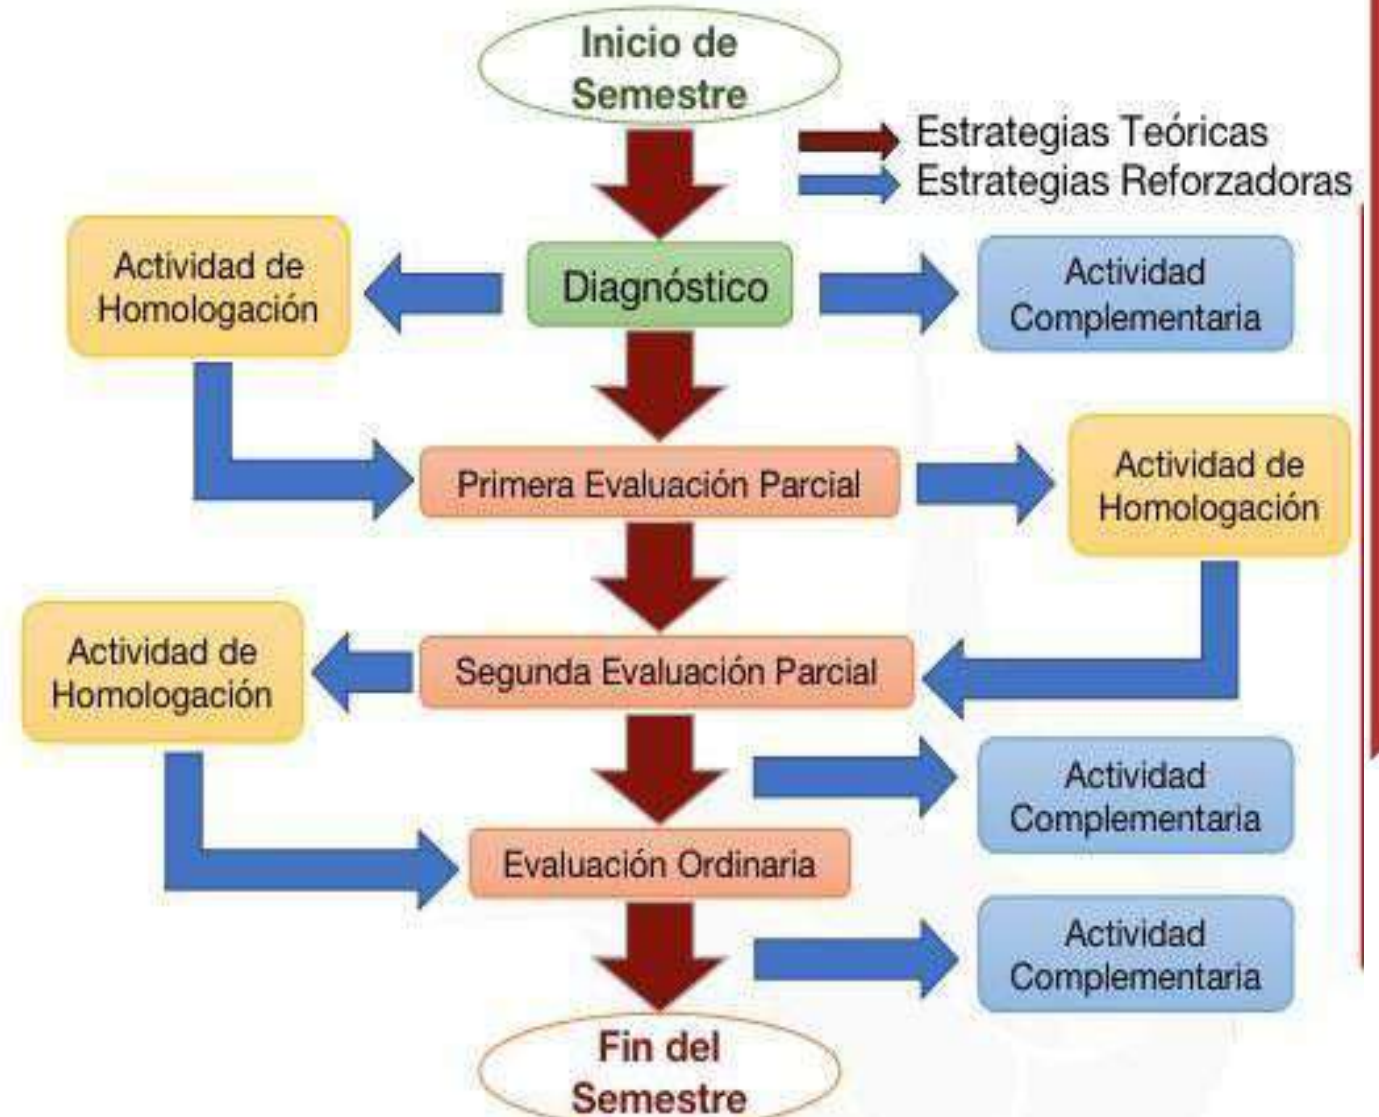 Inicio de
Semestre
Estrategias Teóricas
Estrategias Reforzadoras
Actividad de
Homologación
Diagnóstico
Actividad
Complementaria
Primera Evaluación Parcial
Actividad de
Homologación
Actividad de
Homologación
Segunda Evaluación Parcial
Actividad
Complementaria
Evaluación Ordinaria
Actividad
Complementaria
Fin del
Semestre